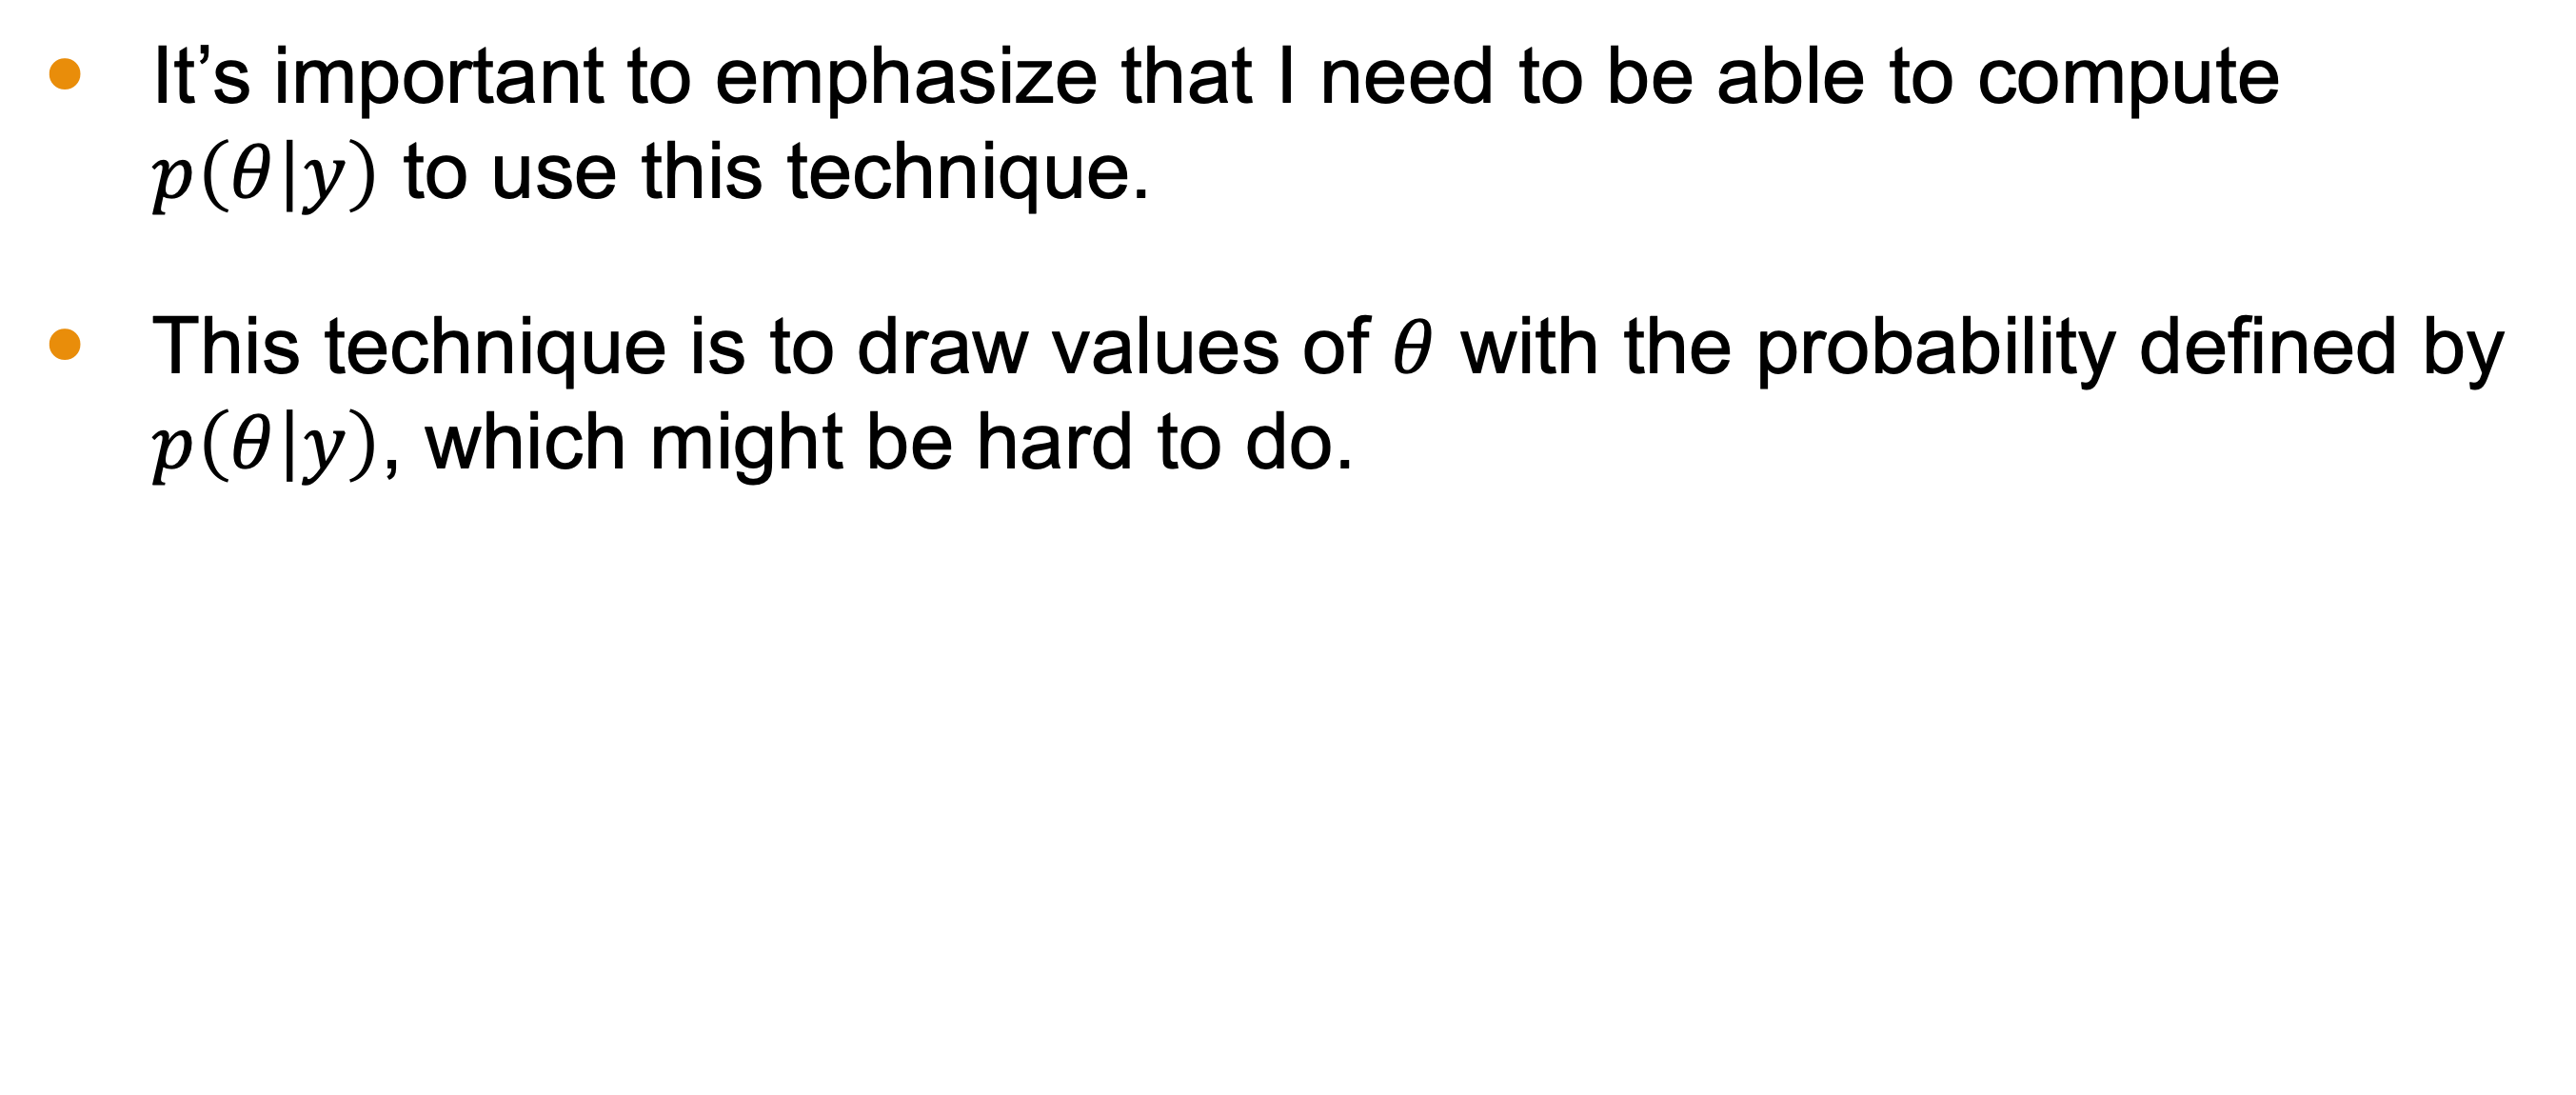 • It’s important to emphasize that I need to be able to compute
𝑝(𝜃|𝑦) to use this technique.
• This technique is to draw values of 𝜃 with the probability defined by
𝑝(𝜃|𝑦), which might be hard to do.